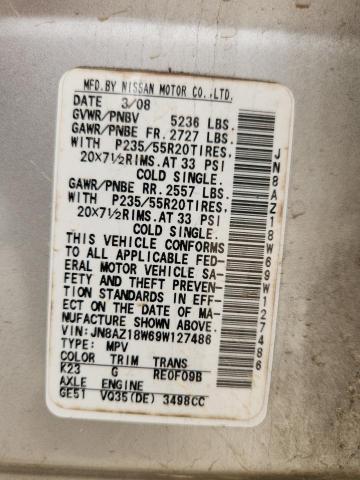 MFD.BY NISSAN MOTOR CO.,LTD.
DATE 3/08
GVWR/PNBV 5236 LBS.
GAWR/PNBE FR. 2727 LBS.
WITH P235/55R20TIRES,
20X7½RIMS.AT 33 PSI
COLD SINGLE.
GAWR/PNBE RR. 2557 LBS.
WITH P235/55R20TIRES,
20X7½RIMS.AT 33 PSI
COLD SINGLE.
THIS VEHICLE CONFORMS
TO ALL APPLICABLE FED-
ERAL MOTOR VEHICLE SA-
FETY AND THEFT PREVEN-
TION STANDARDS IN EFF-
ECT ON THE DATE OF MA-
NUFACTURE SHOWN ABOVE.
VIN: JN8AZ18W69W127486
TYPE: MPV
COLOR TRIM TRANS
K23 G RE0F09B
AXLE ENGINE
GE51 VQ35(DE) 3498CC
JN8AZ18W69W127486